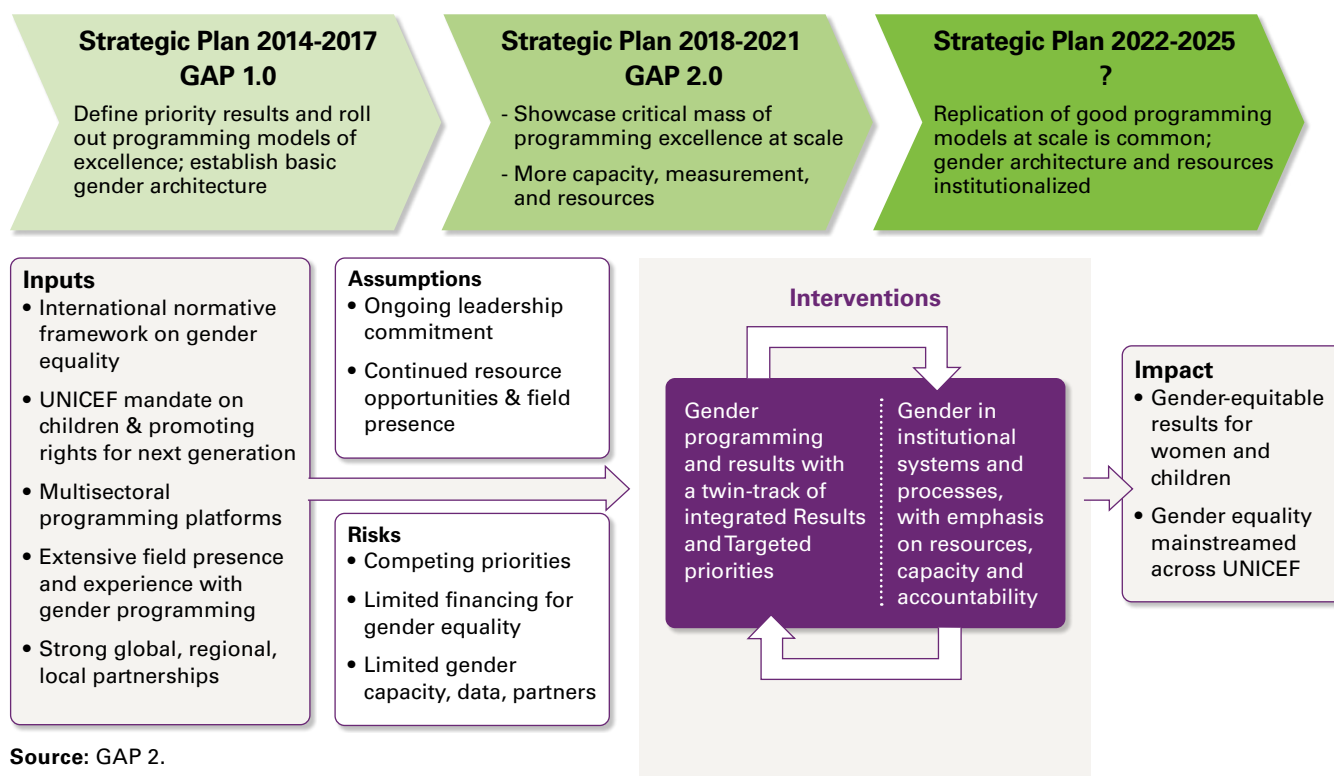 Strategic Plan 2014-2017
GAP 1.0
Define priority results and roll
out programming models of
excellence; establish basic
gender architecture
Strategic Plan 2018-2021
GAP 2.0
- Showcase critical mass of
programming excellence at scale
- More capacity, measurement,
and resources
Strategic Plan 2022-2025
?
Replication of good programming
models at scale is common;
gender architecture and resources
institutionalized
Inputs
• International normative
framework on gender
equality
• UNICEF mandate on
children & promoting
rights for next generation
• Multisectoral
programming platforms
• Extensive field presence
and experience with
gender programming
• Strong global, regional,
local partnerships
Assumptions
• Ongoing leadership
commitment
• Continued resource
opportunities & field
presence
Risks
• Competing priorities
• Limited financing for
gender equality
• Limited gender
capacity, data, partners
Interventions
Gender
programming
and results with
a twin-track of
integrated Results
and Targeted
priorities
Gender in
institutional
systems and
processes,
with emphasis
on resources,
capacity and
accountability
Impact
• Gender-equitable
results for
women and
children
• Gender equality
mainstreamed
across UNICEF
Source: GAP 2.